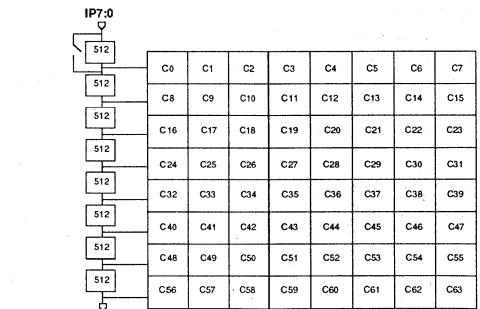 IP7:0
512
512 C0 C1 C2 C3 C4 C5 C6 C7
512 C8 C9 C10 C11 C12 C13 C14 C15
512 C16 C17 C18 C19 C20 C21 C22 C23
512 C24 C25 C26 C27 C28 C29 C30 C31
512 C32 C33 C34 C35 C36 C37 C38 C39
512 C40 C41 C42 C43 C44 C45 C46 C47
512 C48 C49 C50 C51 C52 C53 C54 C55
C56 C57 C58 C59 C60 C61 C62 C63